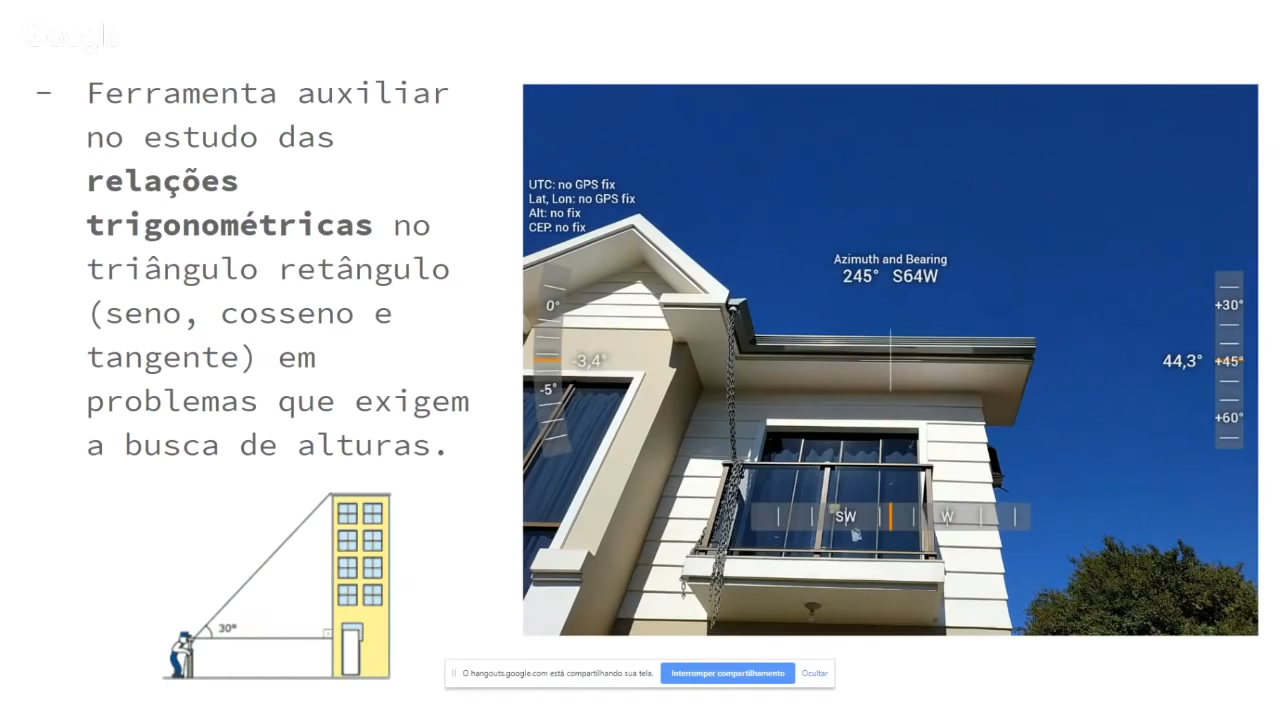 Google
- Ferramenta auxiliar
no estudo das
relações
trigonométricas no
triângulo retângulo
(seno, cosseno e
tangente) em
problemas que exigem
a busca de alturas.
30°
UTC: no GPS fix
Lat, Lon: no GPS fix
Alt: no fix
CEP: no fix
Azimuth and Bearing
245° S64W
0°
-3,4°
-5°
+30°
44,3° +45°
+60°
SW W
O hangouts.google.com está compartilhando sua tela. Interromper compartilhamento Ocultar